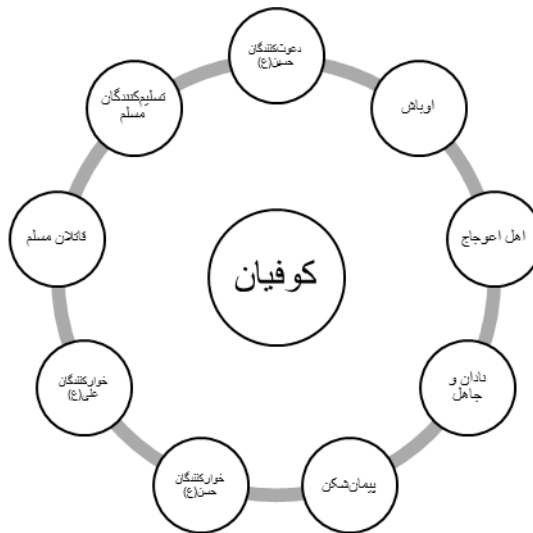 دعوت‌کنندگان
حسین(ع)
اوباش
اهل اعوجاج
نادان و
جاهل
پیمان‌شکن
خوارکنندگان
حسن(ع)
خوارکنندگان
علی(ع)
قاتلان مسلم
تسلیم‌کنندگان
مسلم
کوفیان